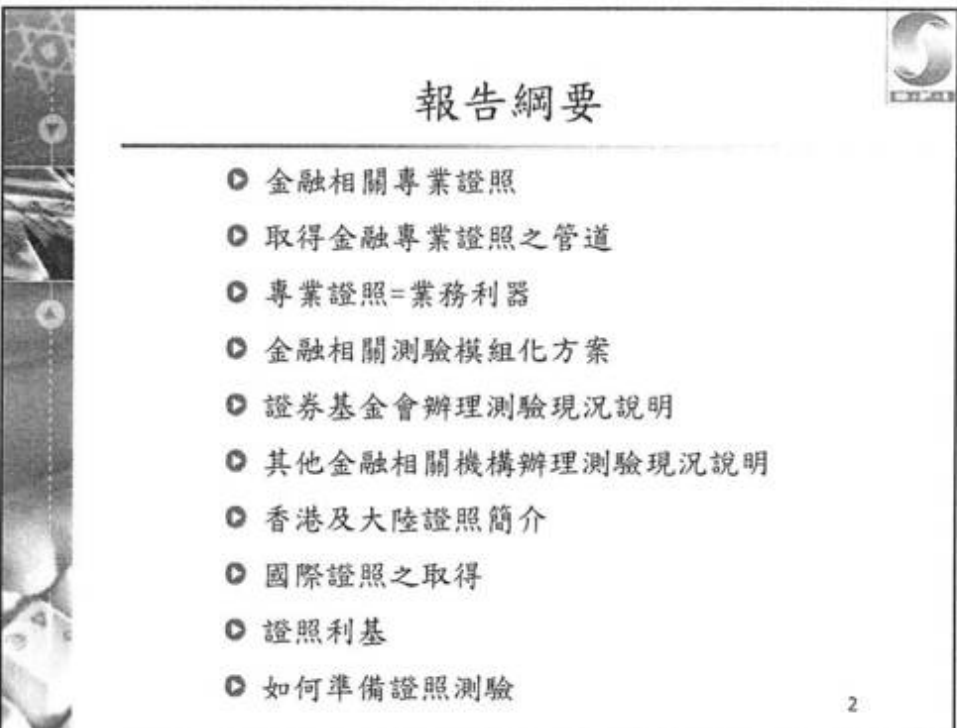 報告綱要
金融相關專業證照
取得金融專業證照之管道
專業證照=業務利器
金融相關測驗模組化方案
證券基金會辦理測驗現況說明
其他金融相關機構辦理測驗現況說明
香港及大陸證照簡介
國際證照之取得
證照利基
如何準備證照測驗
2